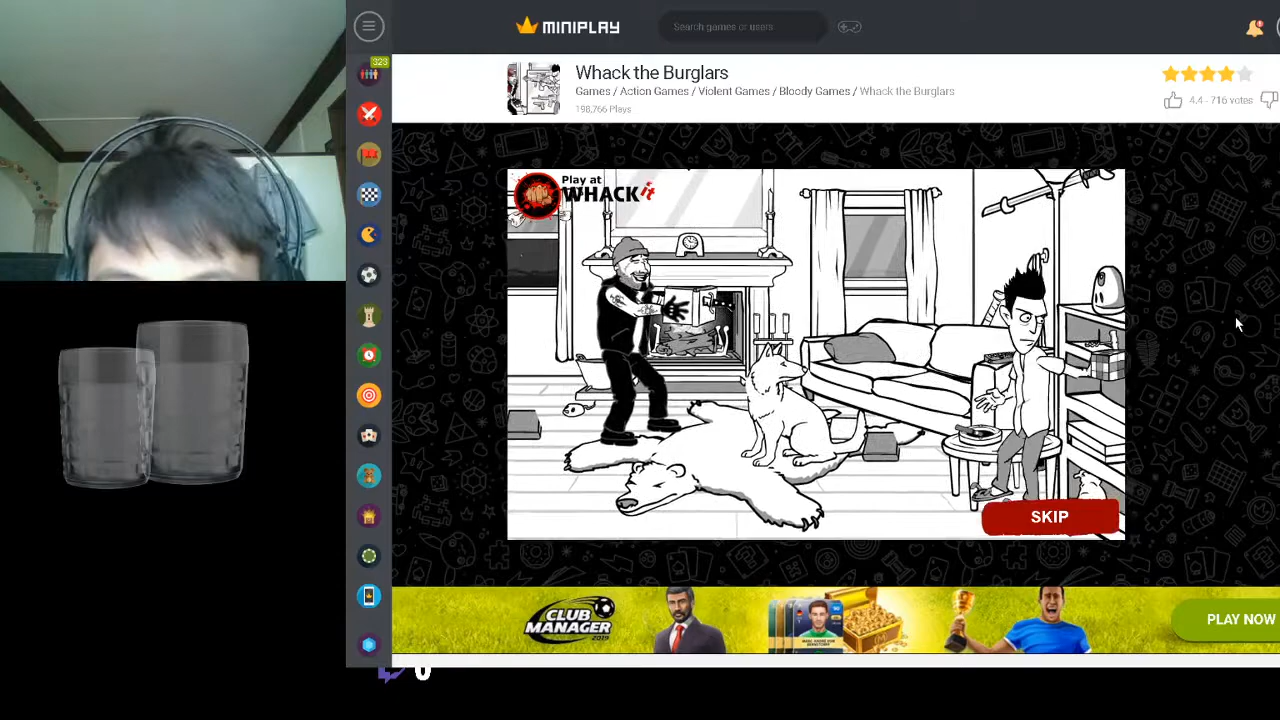 MINIPLAY
Search games or users
323
Whack the Burglars
Games / Action Games / Violent Games / Bloody Games / Whack the Burglars
198,766 Plays
4.4 - 716 votes
Play at
WHACK it
SKIP
CLUB
MANAGER
2019
PLAY NOW
0